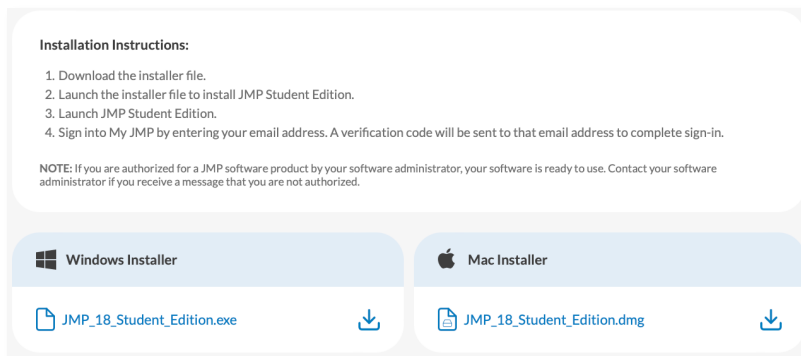 Installation Instructions:
1. Download the installer file.
2. Launch the installer file to install JMP Student Edition.
3. Launch JMP Student Edition.
4. Sign into My JMP by entering your email address. A verification code will be sent to that email address to complete sign-in.
NOTE: If you are authorized for a JMP software product by your software administrator, your software is ready to use. Contact your software
administrator if you receive a message that you are not authorized.
Windows Installer
JMP_18_Student_Edition.exe
Mac Installer
JMP_18_Student_Edition.dmg